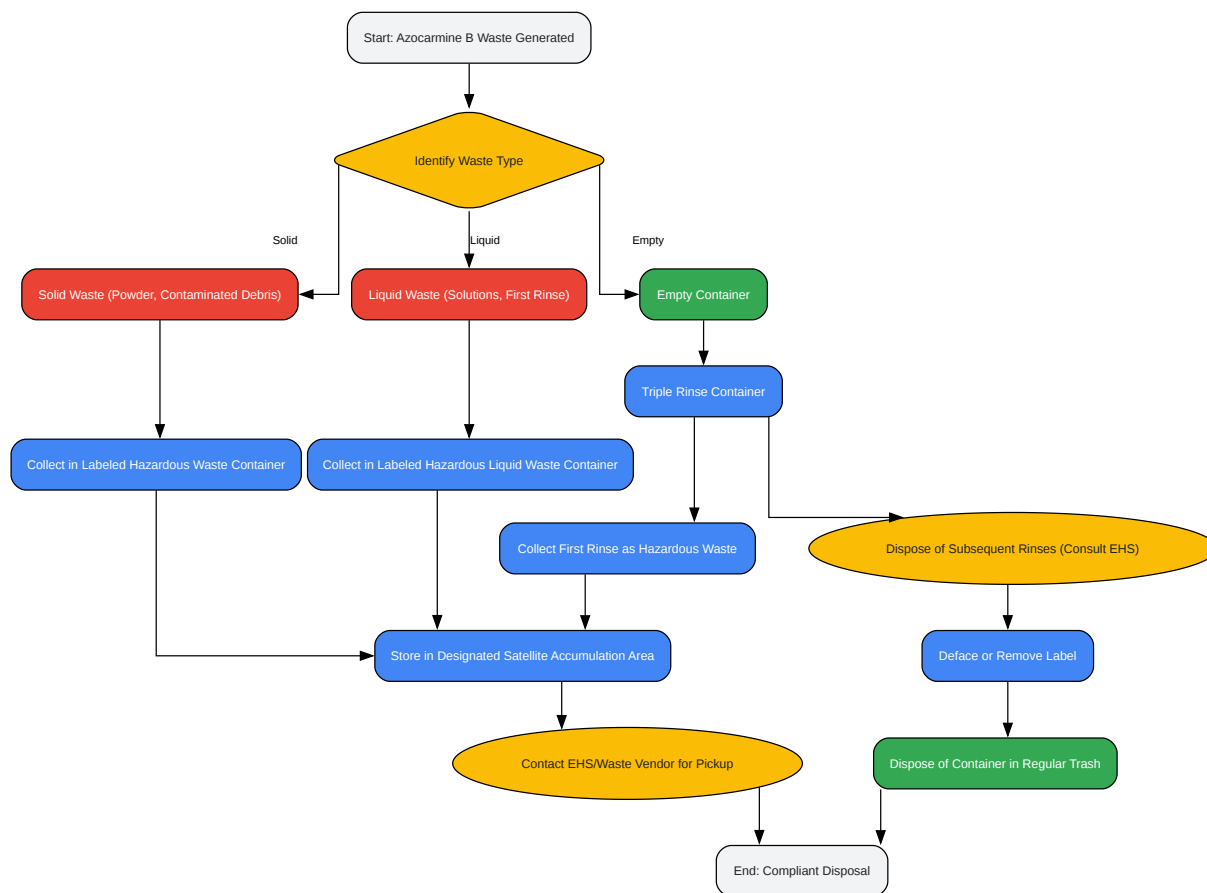 Start: Azocarmine B Waste Generated
Identify Waste Type
Solid
Liquid
Empty
Solid Waste (Powder, Contaminated Debris)
Liquid Waste (Solutions, First Rinse)
Empty Container
Triple Rinse Container
Collect in Labeled Hazardous Waste Container
Collect in Labeled Hazardous Liquid Waste Container
Collect First Rinse as Hazardous Waste
Dispose of Subsequent Rinses (Consult EHS)
Store in Designated Satellite Accumulation Area
Deface or Remove Label
Contact EHS/Waste Vendor for Pickup
Dispose of Container in Regular Trash
End: Compliant Disposal